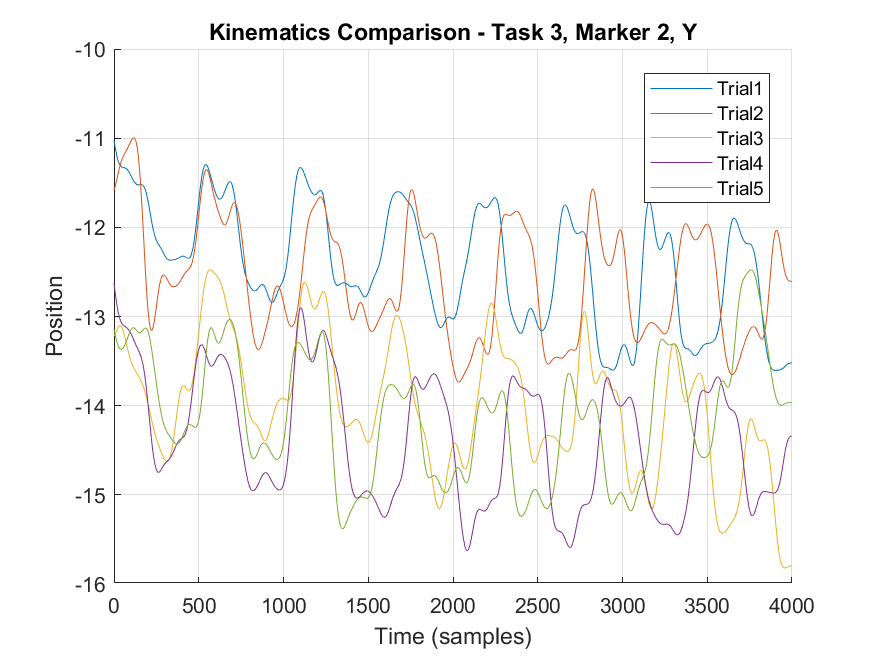 Kinematics Comparison - Task 3, Marker 2, Y
-10
-11
-12
-13
-14
-15
-16
Position
Trial1
Trial2
Trial3
Trial4
Trial5
0 500 1000 1500 2000 2500 3000 3500 4000
Time (samples)